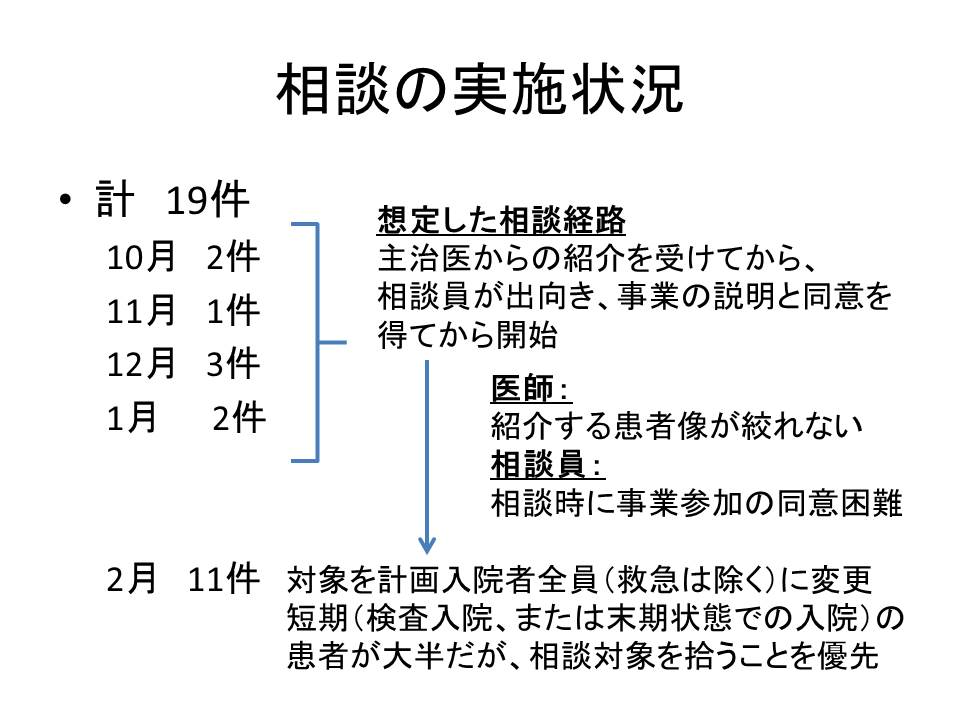 相談の実施状況
• 計 19件
10月 2件
11月 1件
12月 3件
1月 2件
想定した相談経路
主治医からの紹介を受けてから、
相談員が出向き、事業の説明と同意を
得てから開始
医師：
紹介する患者像が絞れない
相談員：
相談時に事業参加の同意困難
2月 11件 対象を計画入院者全員（救急は除く）に変更
短期（検査入院、または末期状態での入院）の
患者が大半だが、相談対象を拾うことを優先